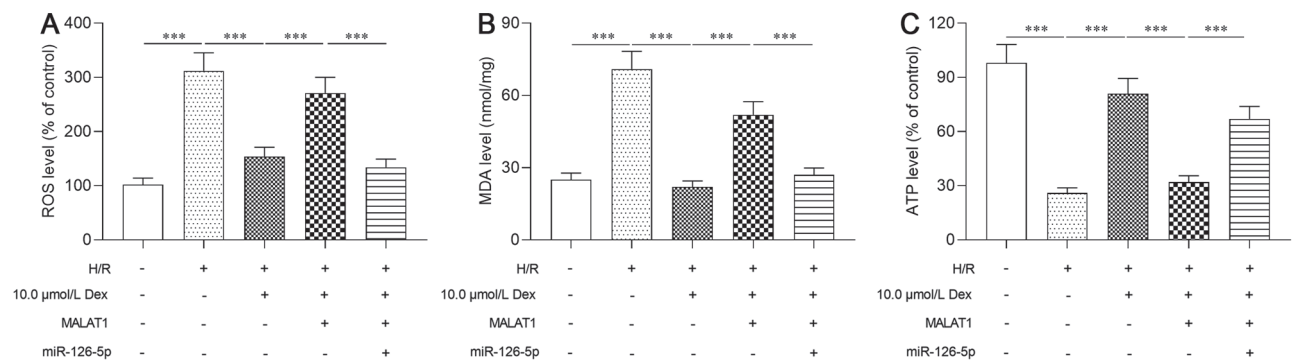 A
ROS level (% of control)
400
300
200
100
0
*** *** *** ***
H/R - + + + +
10.0 μmol/L Dex - - + + +
MALAT1 - - - + +
miR-126-5p - - - - +
B
MDA level (nmol/mg)
90
60
30
0
*** *** *** ***
H/R - + + + +
10.0 μmol/L Dex - - + + +
MALAT1 - - - + +
miR-126-5p - - - - +
C
ATP level (% of control)
120
90
60
30
0
*** *** *** ***
H/R - + + + +
10.0 μmol/L Dex - - + + +
MALAT1 - - - + +
miR-126-5p - - - - +